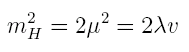 m_H^2 = 2μ^2 = 2λv